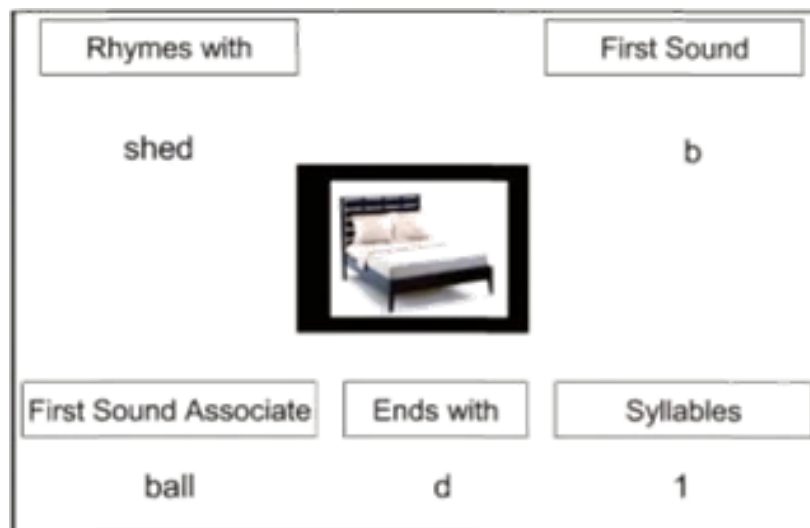 Rhymes with
First Sound
shed
b
First Sound Associate
Ends with
Syllables
ball
d
1